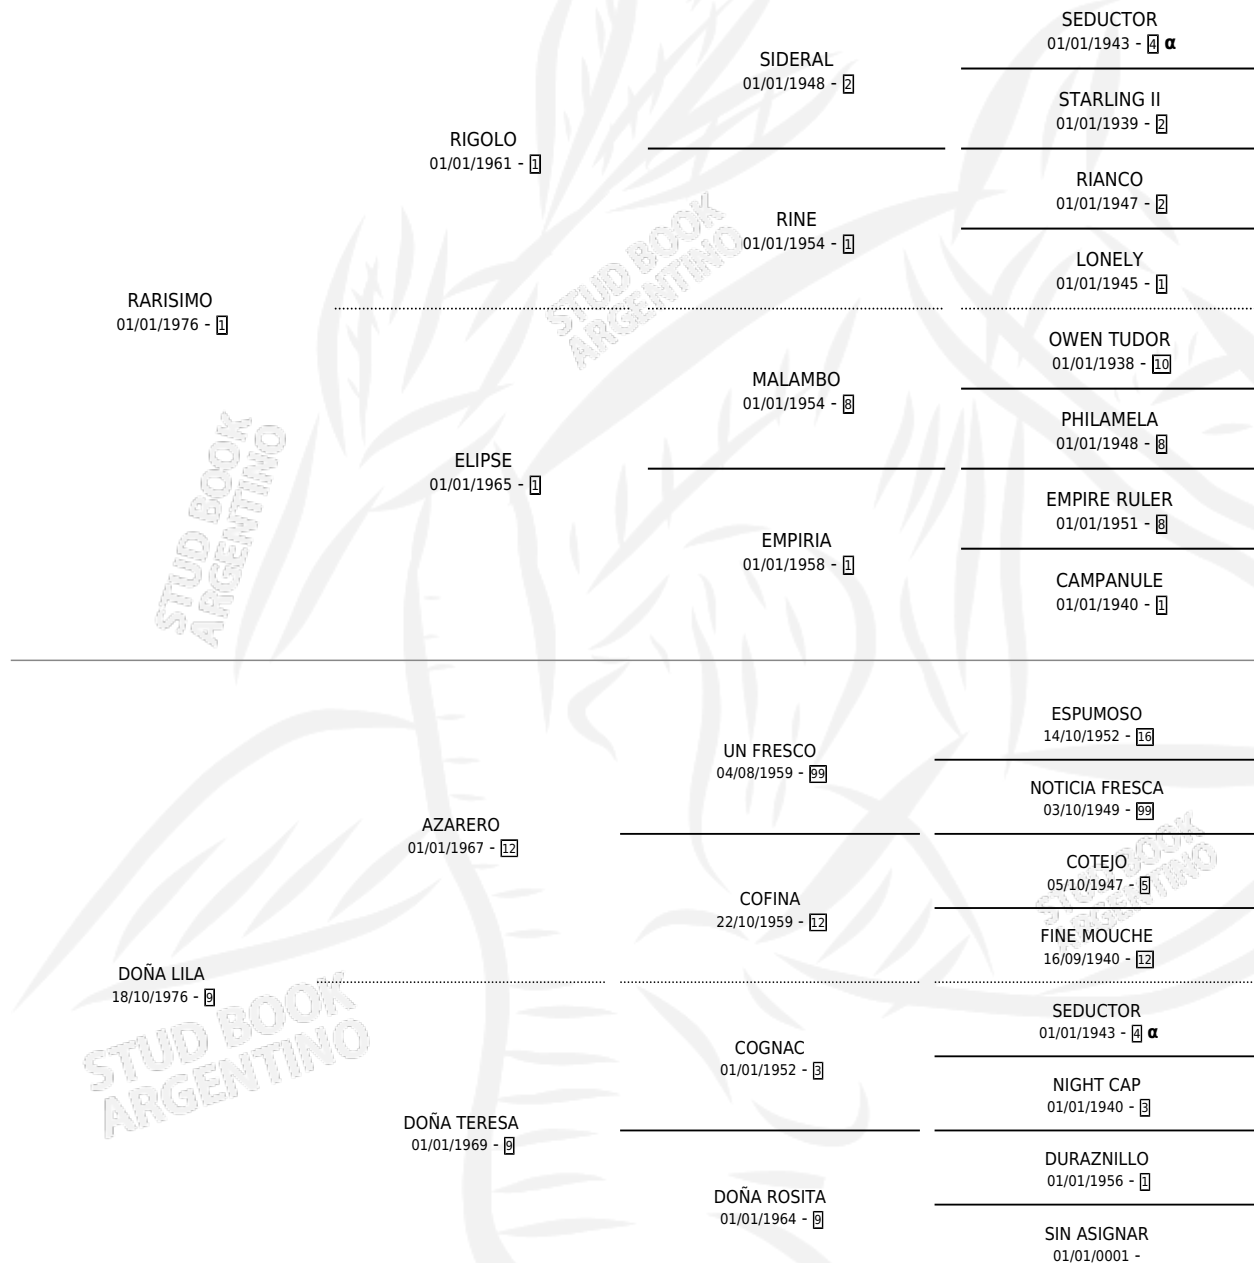 SEDUCTOR
01/01/1943 - 4 α
SIDERAL
01/01/1948 - 2
STARLING II
01/01/1939 - 2
RIGOLO
01/01/1961 - 1
RIANCO
01/01/1947 - 2
RINE
01/01/1954 - 1
LONELY
01/01/1945 - 1
RARISIMO
01/01/1976 - 1
OWEN TUDOR
01/01/1938 - 10
MALAMBO
01/01/1954 - 8
PHILAMELA
01/01/1948 - 8
ELIPSE
01/01/1965 - 1
EMPIRE RULER
01/01/1951 - 8
EMPIRIA
01/01/1958 - 1
CAMPANULE
01/01/1940 - 1
STUD BOOK
ARGENTINO
STUD BOOK
ARGENTINO
ESPUMOSO
14/10/1952 - 16
UN FRESCO
04/08/1959 - 99
NOTICIA FRESCA
03/10/1949 - 99
AZARERO
01/01/1967 - 12
COTEJO
05/10/1947 - 5
COFINA
22/10/1959 - 12
FINE MOUCHE
16/09/1940 - 12
STUD BOOK
ARGENTINO
DOÑA LILA
18/10/1976 - 9
SEDUCTOR
01/01/1943 - 4 α
COGNAC
01/01/1952 - 3
NIGHT CAP
01/01/1940 - 3
DOÑA TERESA
01/01/1969 - 9
DURAZNILLO
01/01/1956 - 1
DOÑA ROSITA
01/01/1964 - 9
SIN ASIGNAR
01/01/0001 -
STUD BOOK
ARGENTINO